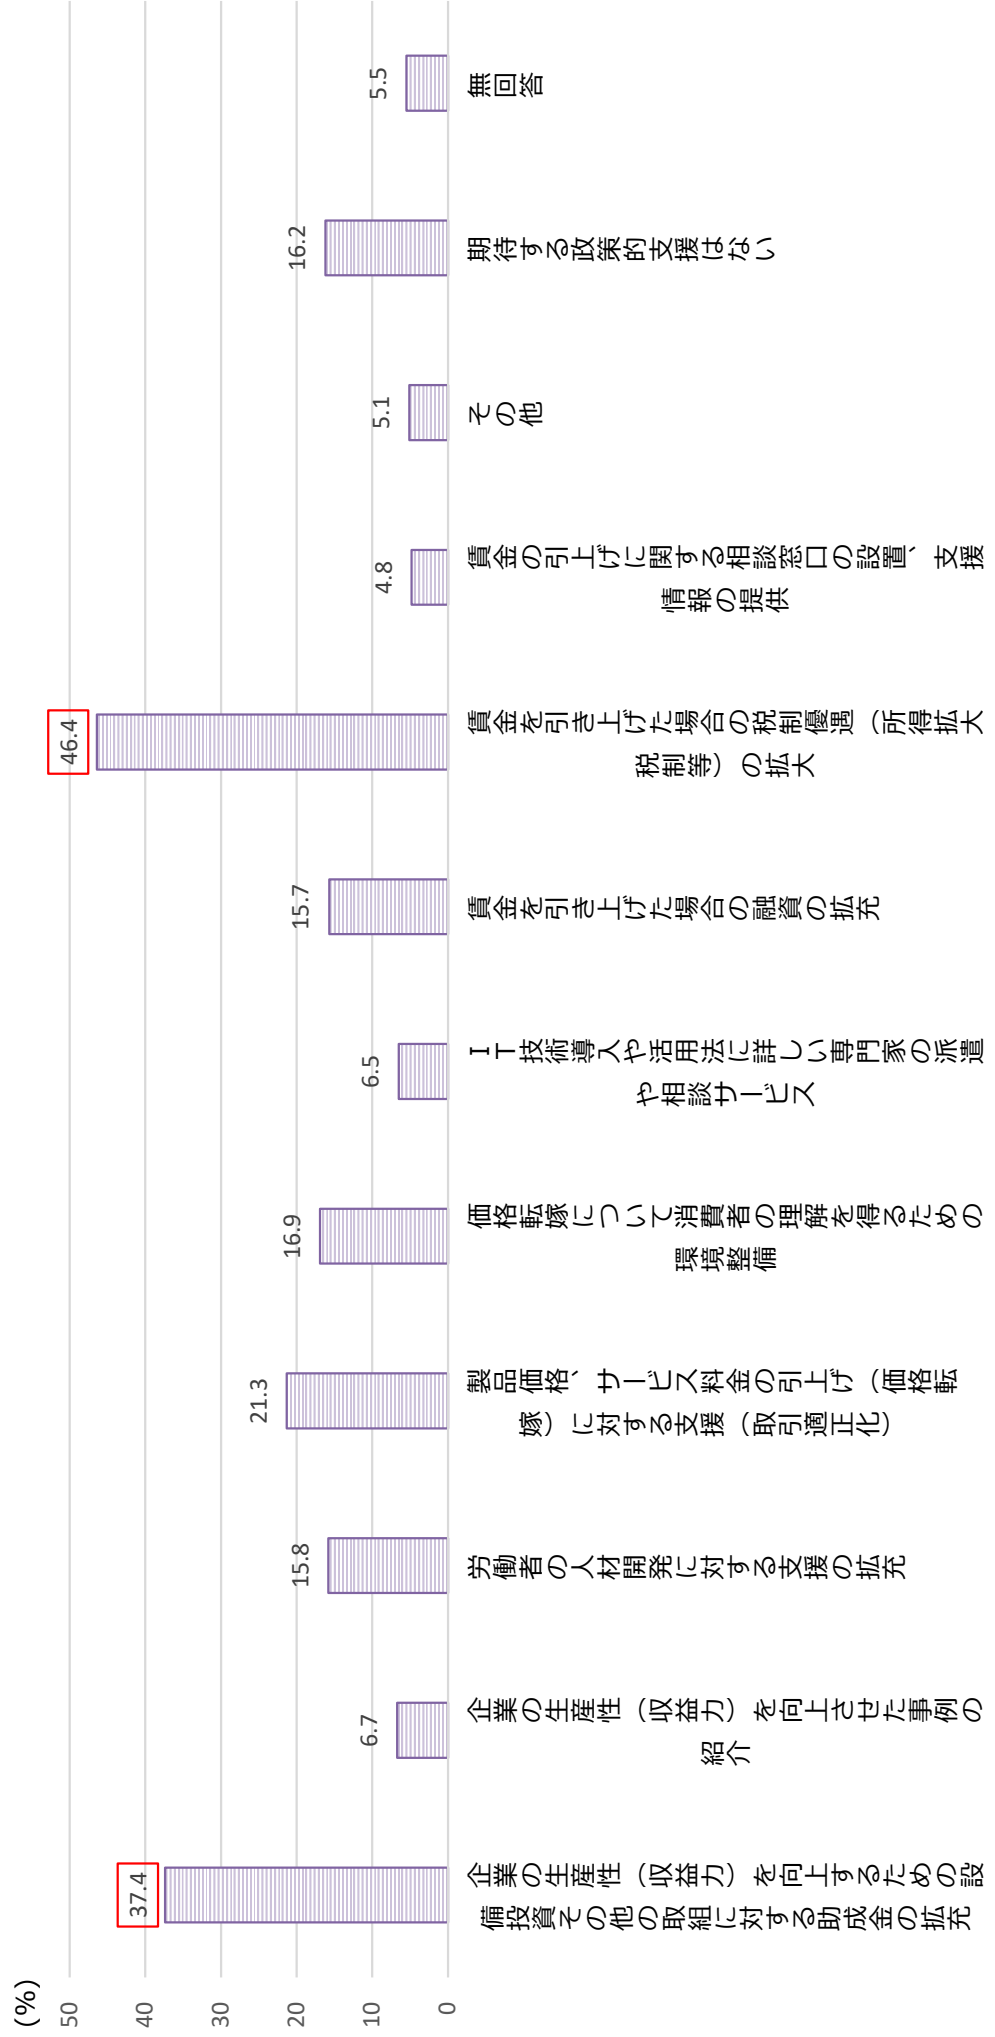 (%)
50
40
30
20
10
0
37.4
6.7
15.8
21.3
16.9
6.5
15.7
46.4
4.8
5.1
16.2
5.5
企業の生産性（収益力）を向上するための設
備投資その他の取組に対する助成金の拡充
企業の生産性（収益力）を向上させた事例の
紹介
労働者の人材開発に対する支援の拡充
製品価格、サービス料金の引上げ（価格転
嫁）に対する支援（取引適正化）
価格転嫁について消費者の理解を得るための
環境整備
ＩＴ技術導入や活用法に詳しい専門家の派遣
や相談サービス
賃金を引き上げた場合の融資の拡充
賃金を引き上げた場合の税制優遇（所得拡大
税制等）の拡大
賃金の引上げに関する相談窓口の設置、支援
情報の提供
その他
期待する政策的支援はない
無回答